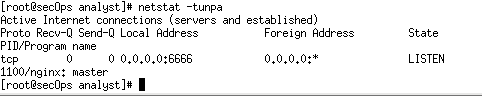 [root@secOps analyst]# netstat -tunpa
Active Internet connections (servers and established)
Proto Recv-Q Send-Q Local Address           Foreign Address         State
PID/Program name
tcp        0      0 0.0.0.0:6666            0.0.0.0:*               LISTEN
1100/nginx: master
[root@secOps analyst]#